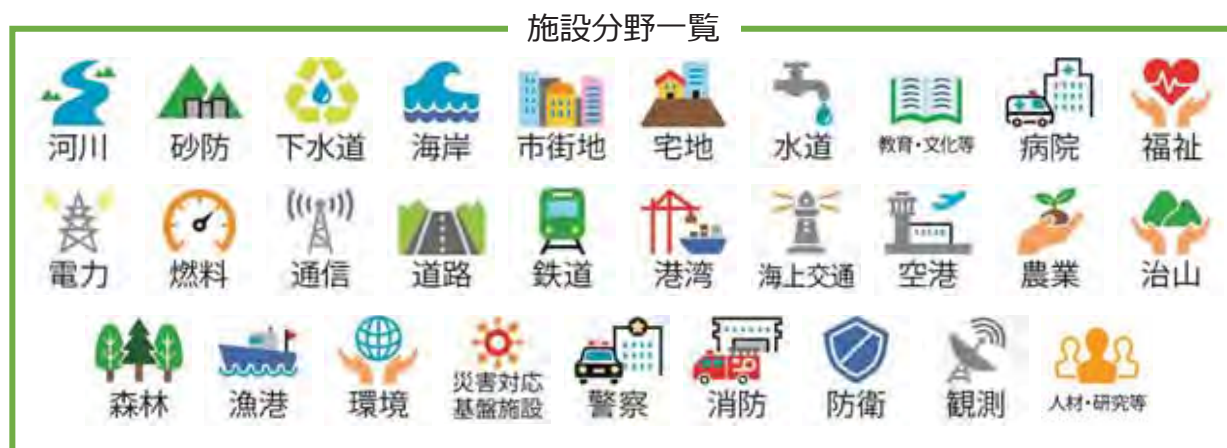 施設分野一覧
河川 砂防 下水道 海岸 市街地 宅地 水道 教育・文化等 病院 福祉
電力 燃料 通信 道路 鉄道 港湾 海上交通 空港 農業 治山
森林 漁港 環境 災害対応 基盤施設 警察 消防 防衛 観測 人材・研究等